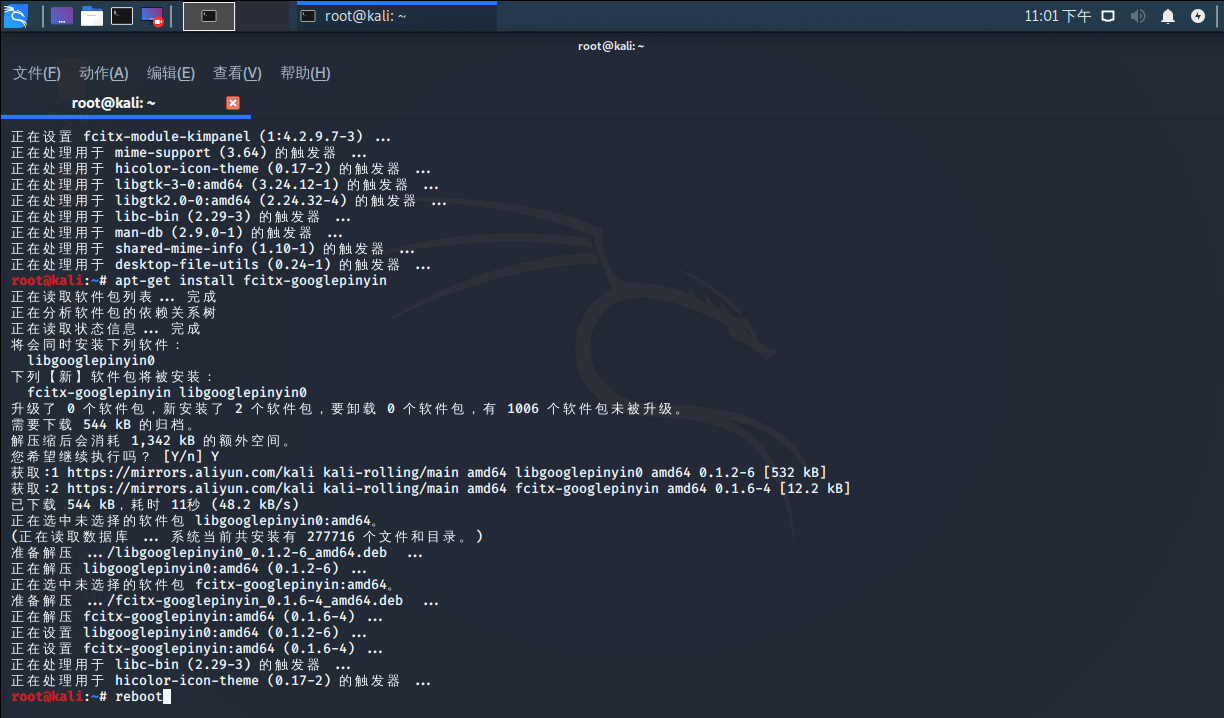 root@kali: ~
11:01 下午
root@kali: ~
文件(F) 动作(A) 编辑(E) 查看(V) 帮助(H)
root@kali: ~
正在设置 fcitx-module-kimpanel (1:4.2.9.7-3) ...
正在处理用于 mime-support (3.64) 的触发器 ...
正在处理用于 hicolor-icon-theme (0.17-2) 的触发器 ...
正在处理用于 libgtk-3-0:amd64 (3.24.12-1) 的触发器 ...
正在处理用于 libgtk2.0-0:amd64 (2.24.32-4) 的触发器 ...
正在处理用于 libc-bin (2.29-3) 的触发器 ...
正在处理用于 man-db (2.9.0-1) 的触发器 ...
正在处理用于 shared-mime-info (1.10-1) 的触发器 ...
正在处理用于 desktop-file-utils (0.24-1) 的触发器 ...
root@kali:~# apt-get install fcitx-googlepinyin
正在读取软件包列表... 完成
正在分析软件包的依赖关系树
正在读取状态信息... 完成
将会同时安装下列软件：
libgooglepinyin0
下列【新】软件包将被安装：
fcitx-googlepinyin libgooglepinyin0
升级了 0 个软件包，新安装了 2 个软件包，要卸载 0 个软件包，有 1006 个软件包未被升级。
需要下载 544 kB 的归档。
解压缩后会消耗 1,342 kB 的额外空间。
您希望继续执行吗？ [Y/n] Y
获取:1 https://mirrors.aliyun.com/kali kali-rolling/main amd64 libgooglepinyin0 amd64 0.1.2-6 [532 kB]
获取:2 https://mirrors.aliyun.com/kali kali-rolling/main amd64 fcitx-googlepinyin amd64 0.1.6-4 [12.2 kB]
已下载 544 kB，耗时 11秒 (48.2 kB/s)
正在选中未选择的软件包 libgooglepinyin0:amd64。
(正在读取数据库 ... 系统当前共安装有 277716 个文件和目录。)
准备解压 .../libgooglepinyin0_0.1.2-6_amd64.deb ...
正在解压 libgooglepinyin0:amd64 (0.1.2-6) ...
正在选中未选择的软件包 fcitx-googlepinyin:amd64。
准备解压 .../fcitx-googlepinyin_0.1.6-4_amd64.deb ...
正在解压 fcitx-googlepinyin:amd64 (0.1.6-4) ...
正在设置 libgooglepinyin0:amd64 (0.1.2-6) ...
正在设置 fcitx-googlepinyin:amd64 (0.1.6-4) ...
正在处理用于 libc-bin (2.29-3) 的触发器 ...
正在处理用于 hicolor-icon-theme (0.17-2) 的触发器 ...
root@kali:~# reboot